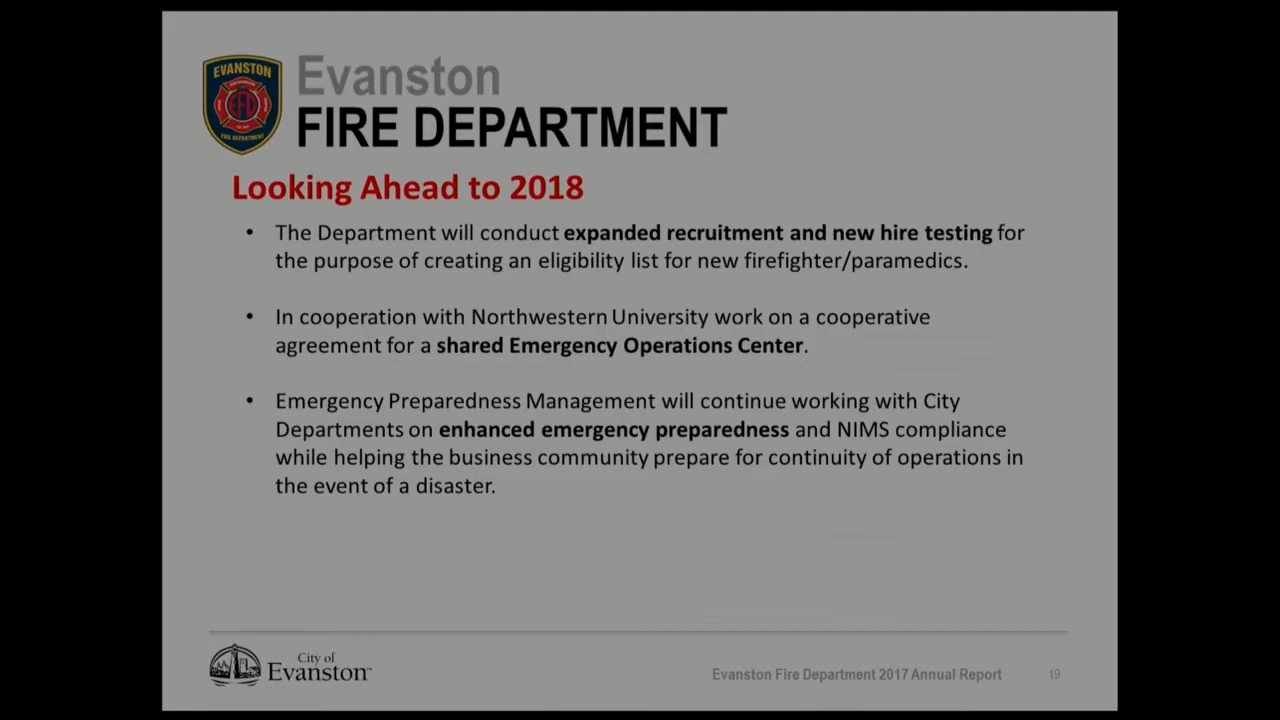 EVANSTON
EFD
FIRE DEPARTMENT
Evanston
FIRE DEPARTMENT
Looking Ahead to 2018
• The Department will conduct expanded recruitment and new hire testing for
the purpose of creating an eligibility list for new firefighter/paramedics.
• In cooperation with Northwestern University work on a cooperative
agreement for a shared Emergency Operations Center.
• Emergency Preparedness Management will continue working with City
Departments on enhanced emergency preparedness and NIMS compliance
while helping the business community prepare for continuity of operations in
the event of a disaster.
City of
Evanston™
Evanston Fire Department 2017 Annual Report 19